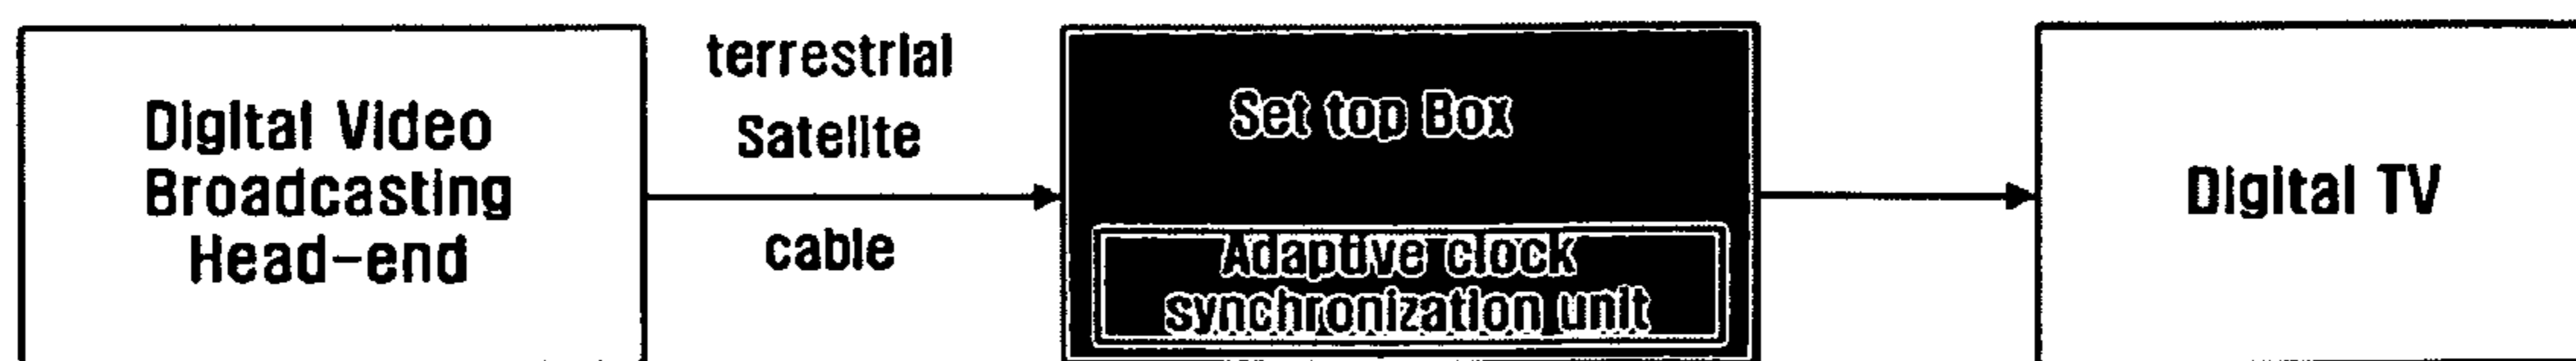 Digital Video
Broadcasting
Head-end
terrestrial
Satellite
cable
Set top Box
Adaptive clock
synchronization unit
Digital TV